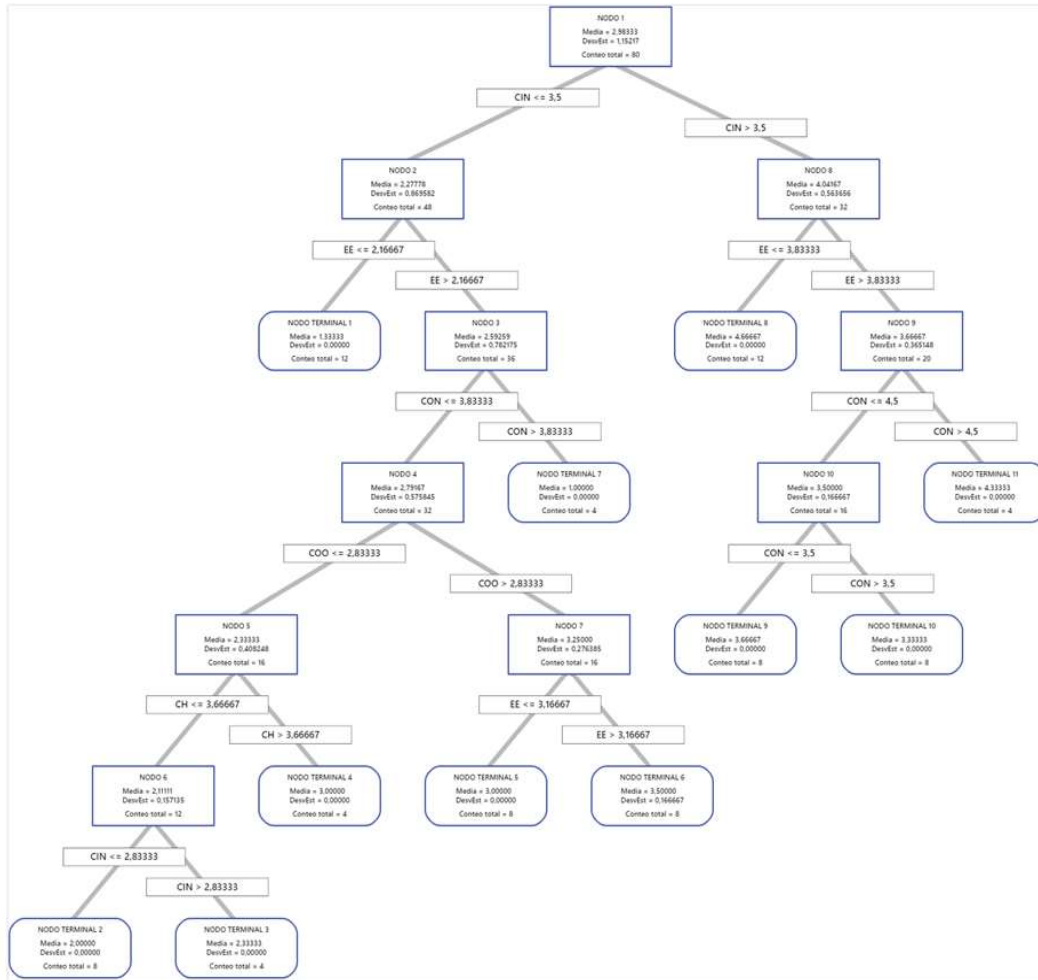 NODO 1
Media = 2,98333
DesvEst = 1,15217
Conteo total = 80
CIN <= 3,5
CIN > 3,5
NODO 2
Media = 2,27778
DesvEst = 0,869582
Conteo total = 48
NODO 8
Media = 4,04167
DesvEst = 0,563656
Conteo total = 32
EE <= 2,16667
EE > 2,16667
EE <= 3,83333
EE > 3,83333
NODO TERMINAL 1
Media = 1,33333
DesvEst = 0,00000
Conteo total = 12
NODO 3
Media = 2,59259
DesvEst = 0,782175
Conteo total = 36
NODO TERMINAL 8
Media = 4,66667
DesvEst = 0,00000
Conteo total = 12
NODO 9
Media = 3,66667
DesvEst = 0,365148
Conteo total = 20
CON <= 3,83333
CON > 3,83333
CON <= 4,5
CON > 4,5
NODO 4
Media = 2,79167
DesvEst = 0,575845
Conteo total = 32
NODO TERMINAL 7
Media = 1,00000
DesvEst = 0,00000
Conteo total = 4
NODO 10
Media = 3,50000
DesvEst = 0,166667
Conteo total = 16
NODO TERMINAL 11
Media = 4,33333
DesvEst = 0,00000
Conteo total = 4
COO <= 2,83333
COO > 2,83333
CON <= 3,5
CON > 3,5
NODO 5
Media = 2,33333
DesvEst = 0,408248
Conteo total = 16
NODO 7
Media = 3,25000
DesvEst = 0,276385
Conteo total = 16
NODO TERMINAL 9
Media = 3,66667
DesvEst = 0,00000
Conteo total = 8
NODO TERMINAL 10
Media = 3,33333
DesvEst = 0,00000
Conteo total = 8
CH <= 3,66667
CH > 3,66667
EE <= 3,16667
EE > 3,16667
NODO 6
Media = 2,11111
DesvEst = 0,157135
Conteo total = 12
NODO TERMINAL 4
Media = 3,00000
DesvEst = 0,00000
Conteo total = 4
NODO TERMINAL 5
Media = 3,00000
DesvEst = 0,00000
Conteo total = 8
NODO TERMINAL 6
Media = 3,50000
DesvEst = 0,166667
Conteo total = 8
CIN <= 2,83333
CIN > 2,83333
NODO TERMINAL 2
Media = 2,00000
DesvEst = 0,00000
Conteo total = 8
NODO TERMINAL 3
Media = 2,33333
DesvEst = 0,00000
Conteo total = 4